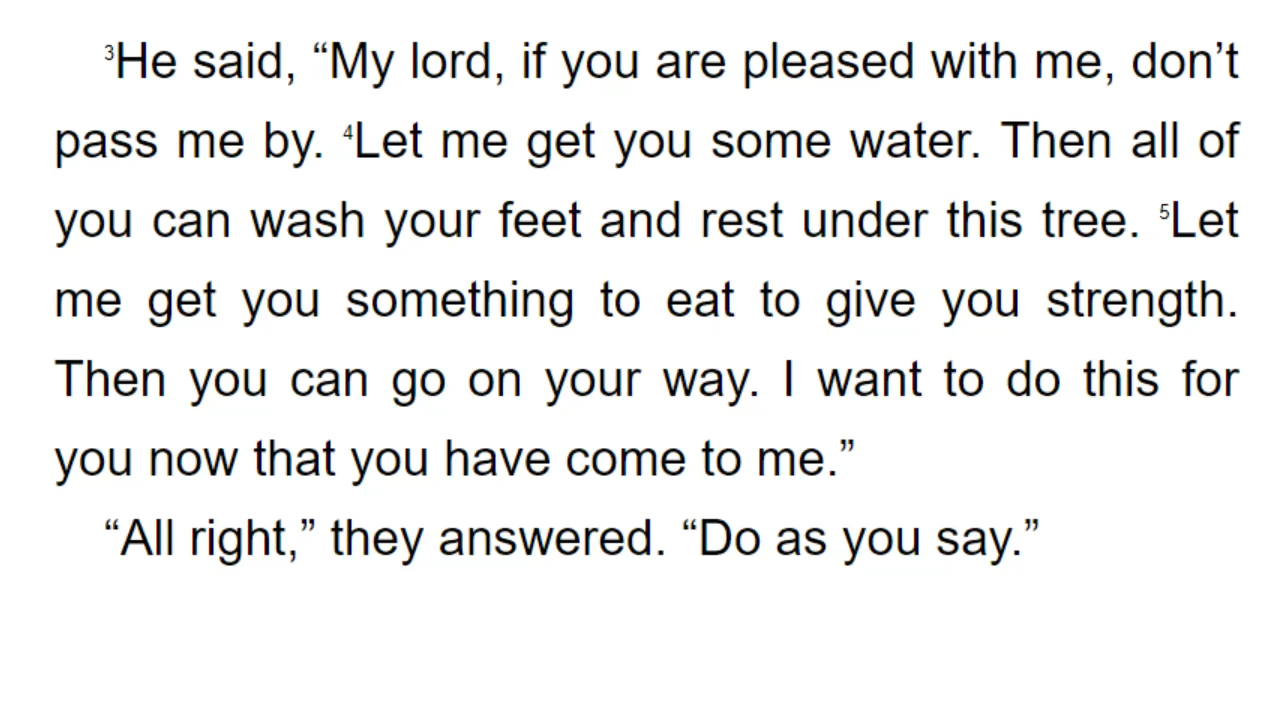 ³He said, “My lord, if you are pleased with me, don’t
pass me by. ⁴Let me get you some water. Then all of
you can wash your feet and rest under this tree. ⁵Let
me get you something to eat to give you strength.
Then you can go on your way. I want to do this for
you now that you have come to me.”
“All right,” they answered. “Do as you say.”